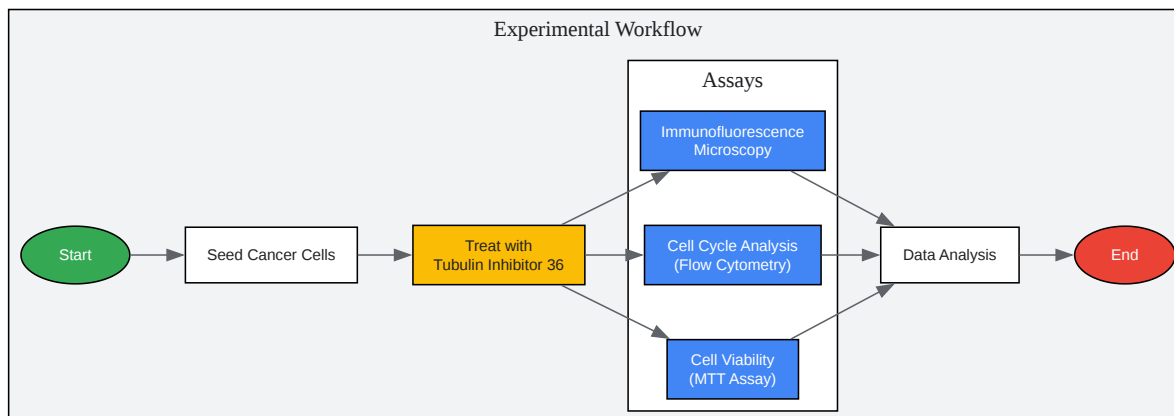 Experimental Workflow
Assays
Immunofluorescence
Microscopy
Start
Seed Cancer Cells
Treat with
Tubulin Inhibitor 36
Cell Cycle Analysis
(Flow Cytometry)
Data Analysis
End
Cell Viability
(MTT Assay)